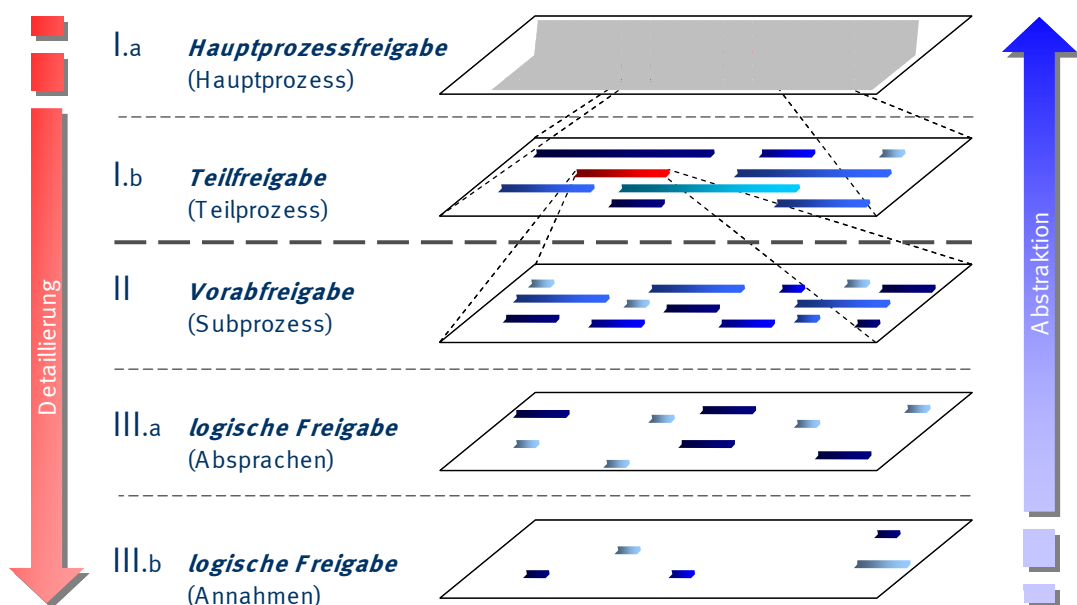 I.a Hauptprozessfreigabe
(Hauptprozess)
I.b Teilfreigabe
(Teilprozess)
II Vorabfreigabe
(Subprozess)
III.a logische Freigabe
(Absprachen)
III.b logische Freigabe
(Annahmen)
Detaillierung
Abstraktion